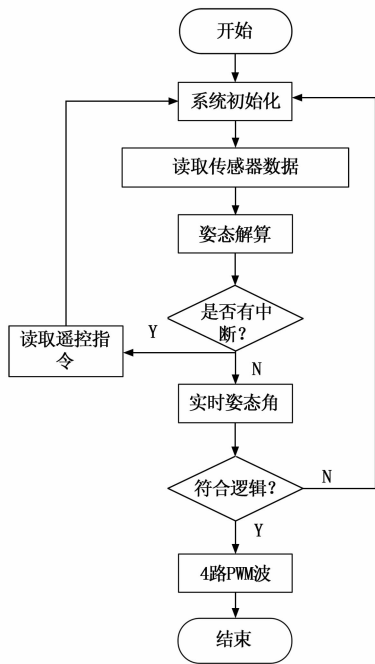 开始
系统初始化
读取传感器数据
姿态解算
是否有中
断?
Y
读取遥控指
令
N
实时姿态角
符合逻辑?
N
Y
4路PWM波
结束